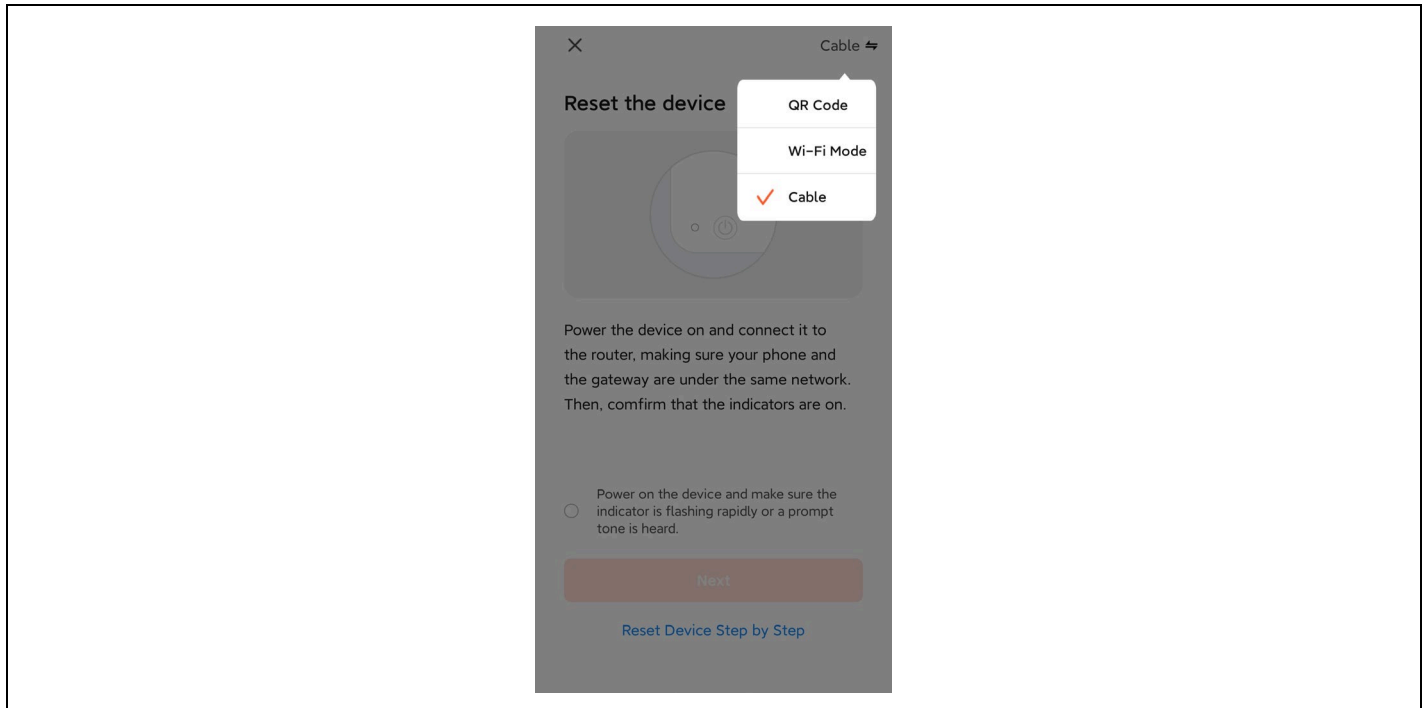 Cable
Reset the device
QR Code
Wi-Fi Mode
Cable
Power the device on and connect it to
the router, making sure your phone and
the gateway are under the same network.
Then, comfirm that the indicators are on.
Power on the device and make sure the
indicator is flashing rapidly or a prompt
tone is heard.
Next
Reset Device Step by Step